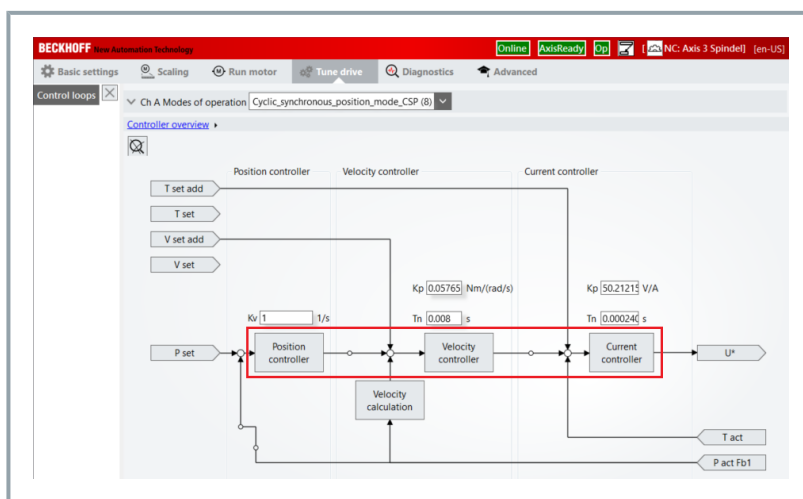 BECKHOFF New Automation Technology
Online AxisReady Op [ NC: Axis 3 Spindel] [en-US]
Basic settings Scaling Run motor Tune drive Diagnostics Advanced
Control loops
Ch A Modes of operation Cyclic_synchronous_position_mode_CSP (8)
Controller overview
Position controller Velocity controller Current controller
T set add
T set
V set add
V set
Kp 0.05765 Nm/(rad/s) Kp 50.21215 V/A
Kv 1 1/s Tn 0.008 s Tn 0.000240 s
P set
Position
controller
Velocity
controller
Current
controller
U*
Velocity
calculation
T act
P act Fb1